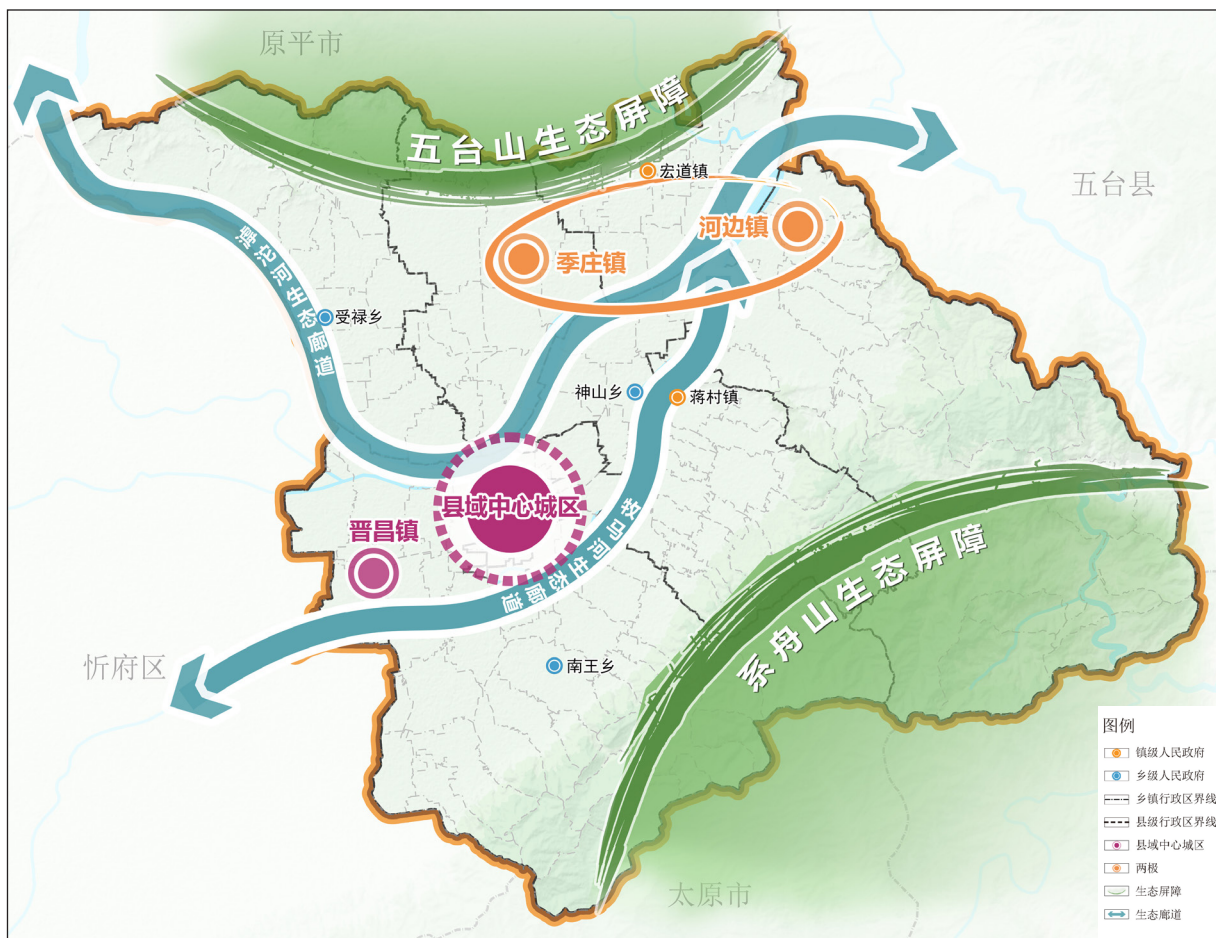 原平市
五台山生态屏障
宏道镇
五台县
河边镇
季庄镇
滹沱河生态廊道
受禄乡
神山乡
蒋村镇
县域中心城区
晋昌镇
牧马河生态廊道
系舟山生态屏障
忻府区
南王乡
太原市
图例
镇级人民政府
乡级人民政府
乡镇行政区界线
县级行政区界线
县域中心城区
两极
生态屏障
生态廊道